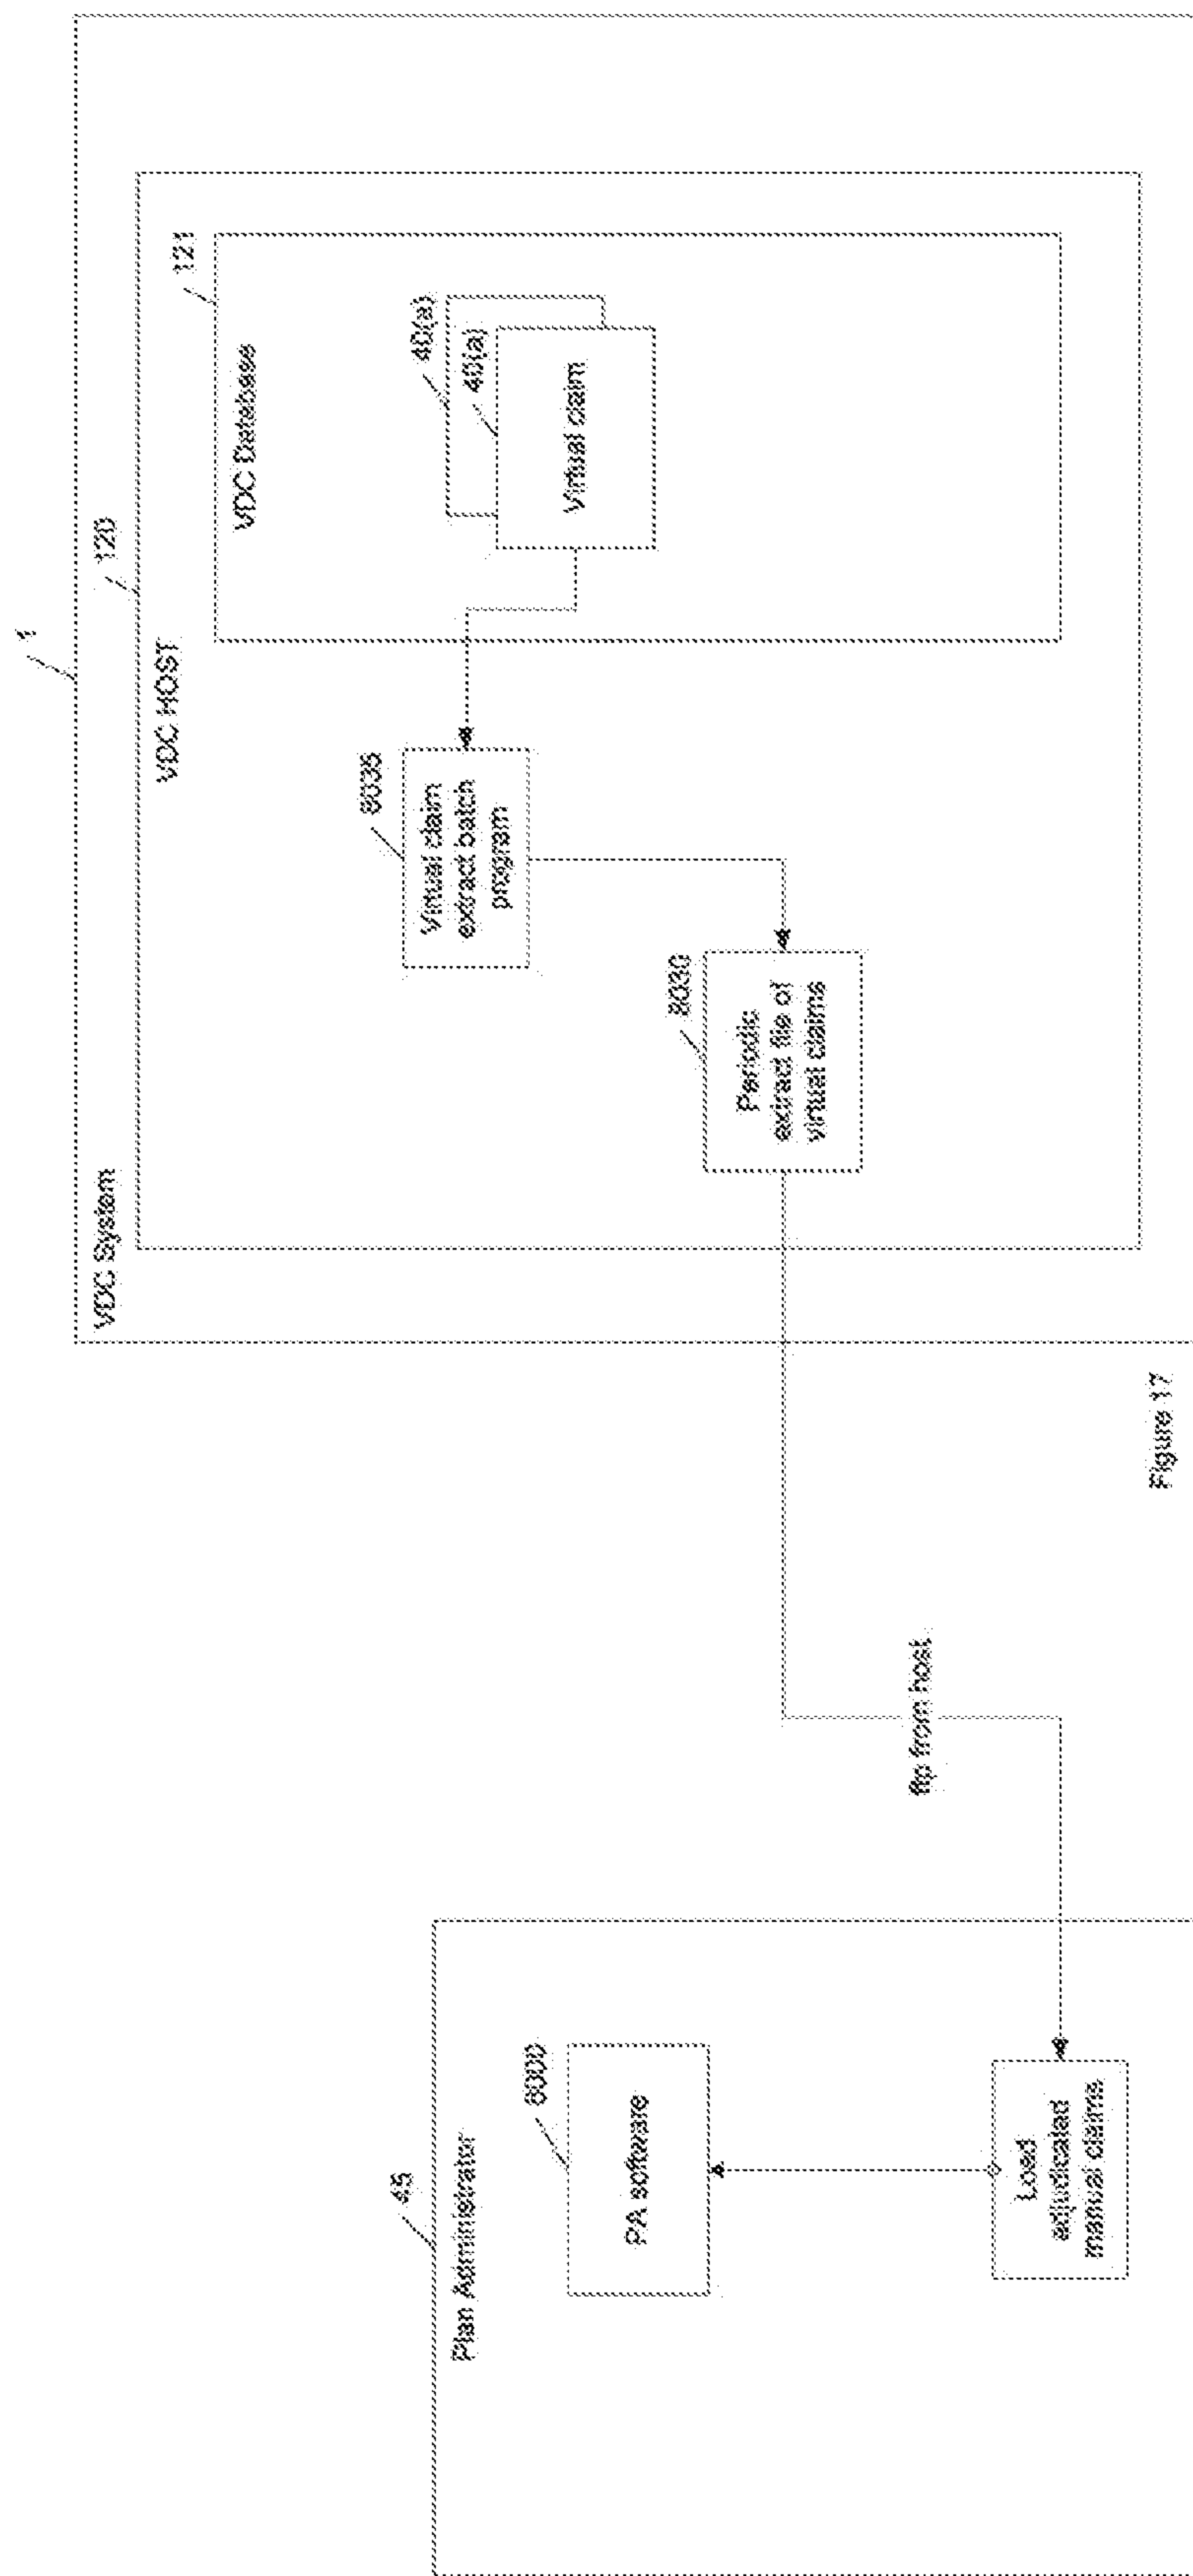 1
VDC System
120
VDC HOST
121
VDC Database
40(a)
40(a)
Virtual claim
8035
Virtual claim
extract batch
program
8030
Periodic
extract file of
virtual claims
ftp from host
45
Plan Administrator
PA software
Load
adjudicated
manual claims
Figure 17